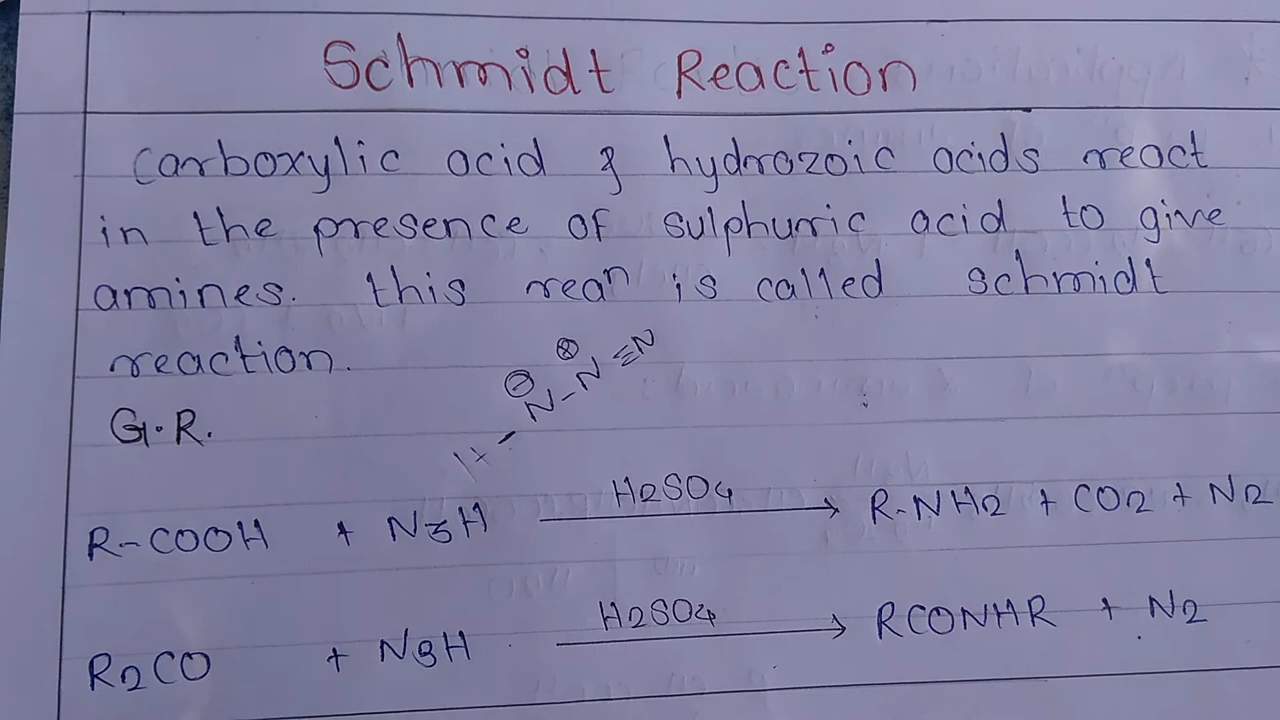 Schmidt Reaction
Carboxylic acid & hydrozoic acids react
in the presence of sulphuric acid to give
amines. this reaⁿ is called schmidt
reaction.
G.R.
H-N⊖-N⊕≡N
R-COOH + N3H H2SO4 → R-NH2 + CO2 + N2
R2CO + N3H H2SO4 → RCONHR + N2